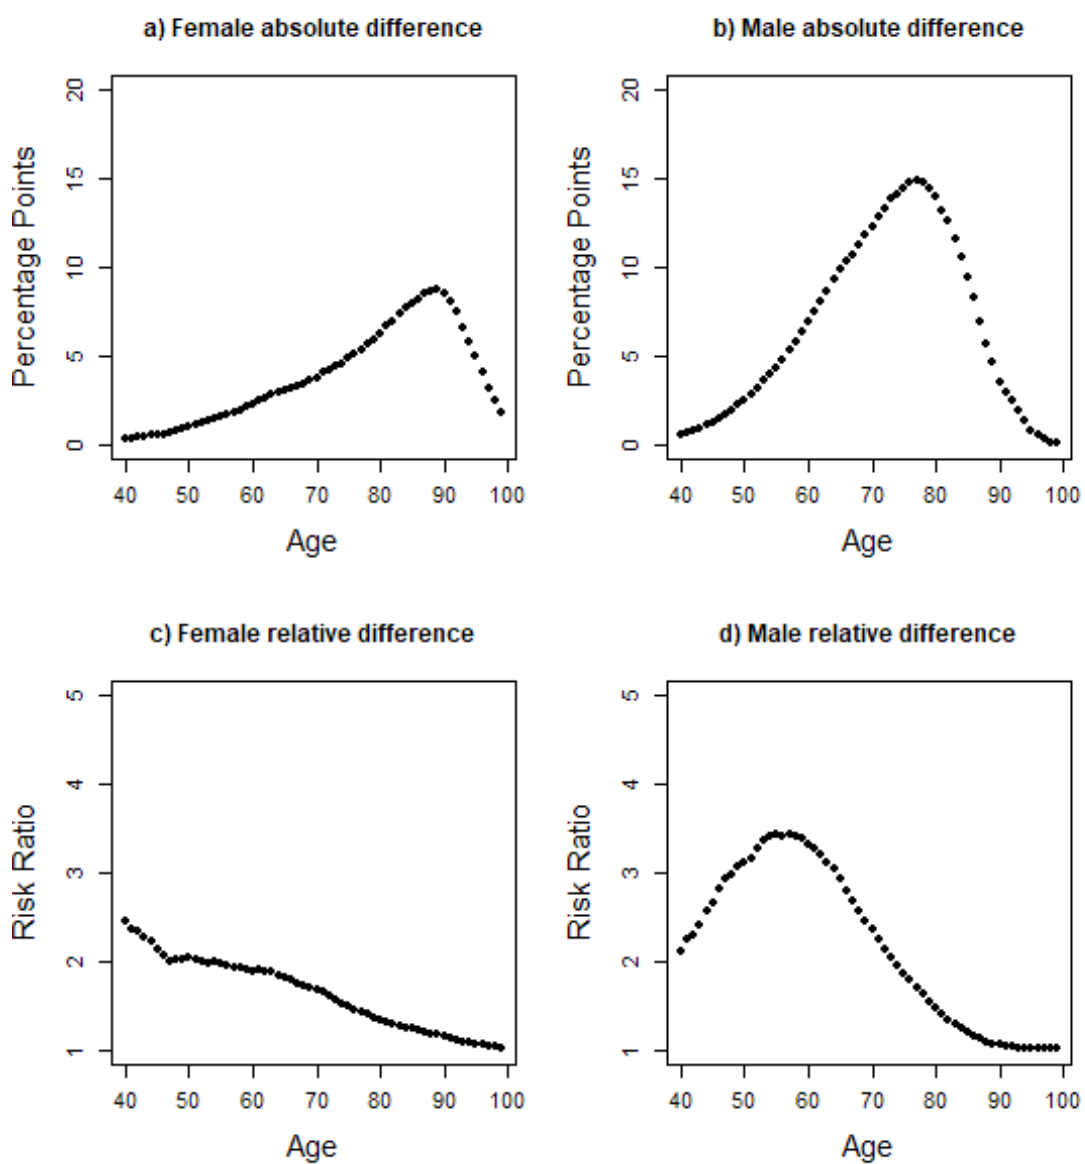 a) Female absolute difference
Percentage Points
20
15
10
5
0
40 50 60 70 80 90 100
Age
b) Male absolute difference
Percentage Points
20
15
10
5
0
40 50 60 70 80 90 100
Age
c) Female relative difference
Risk Ratio
5
4
3
2
1
40 50 60 70 80 90 100
Age
d) Male relative difference
Risk Ratio
5
4
3
2
1
40 50 60 70 80 90 100
Age